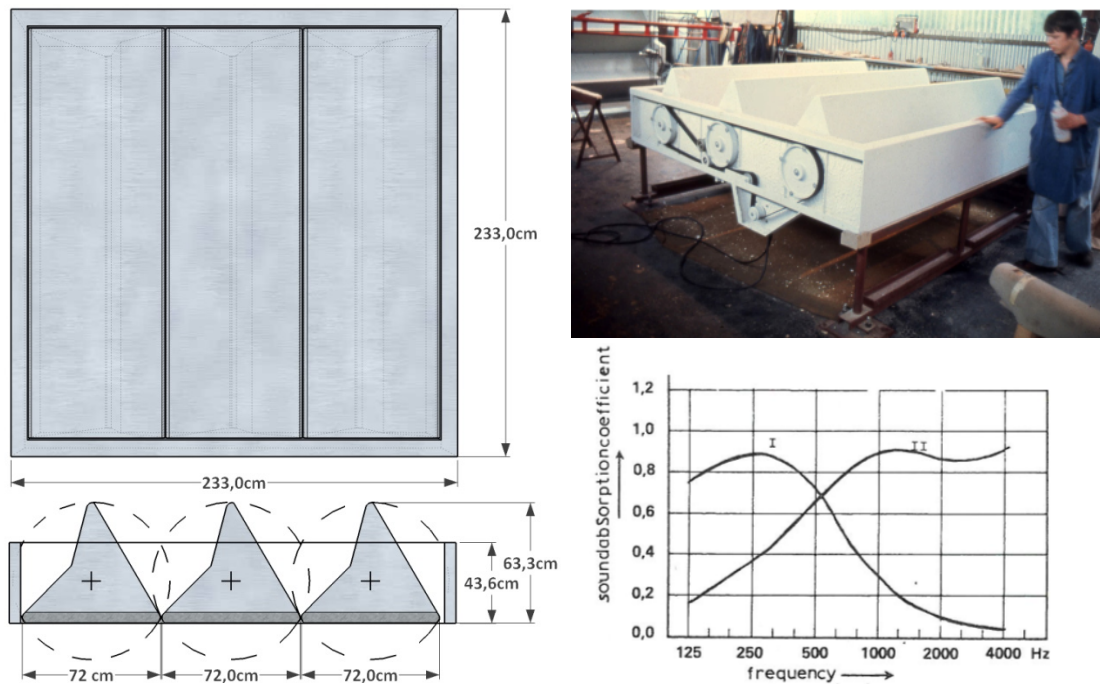 233,0cm
233,0cm
63,3cm
43,6cm
72 cm
72,0cm
72,0cm
soundabsorptioncoefficient
1,2
1,0
0,8
0,6
0,4
0,2
0,0
I
II
125 250 500 1000 2000 4000 Hz
frequency